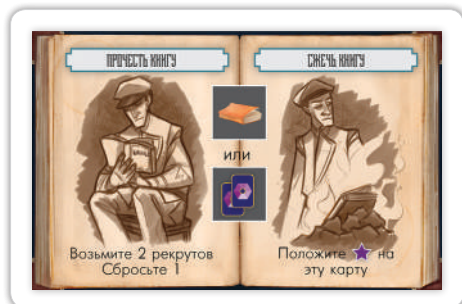 ПРОЧЕСТЬ КНИГУ
СЖЕЧЬ КНИГУ
или
Возьмите 2 рекрутов
Сбросьте 1
Положите на
эту карту